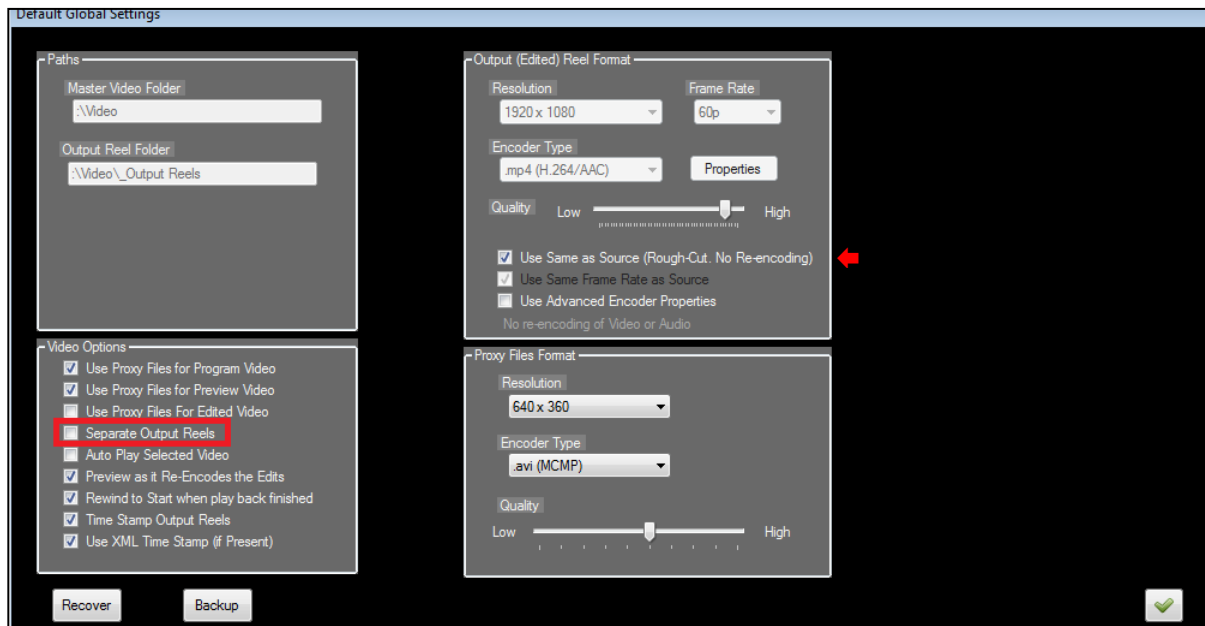 Default Global Settings
Paths
Master Video Folder
:\Video
Output Reel Folder
:\Video\_Output Reels
Output (Edited) Reel Format
Resolution
Frame Rate
1920 x 1080
60p
Encoder Type
.mp4 (H.264/AAC)
Properties
Quality
Low
High
Use Same as Source (Rough-Cut. No Re-encoding)
Use Same Frame Rate as Source
Use Advanced Encoder Properties
No re-encoding of Video or Audio
Video Options
Use Proxy Files for Program Video
Use Proxy Files for Preview Video
Use Proxy Files For Edited Video
Separate Output Reels
Auto Play Selected Video
Preview as it Re-Encodes the Edits
Rewind to Start when play back finished
Time Stamp Output Reels
Use XML Time Stamp (if Present)
Proxy Files Format
Resolution
640 x 360
Encoder Type
.avi (MCMP)
Quality
Low
High
Recover
Backup